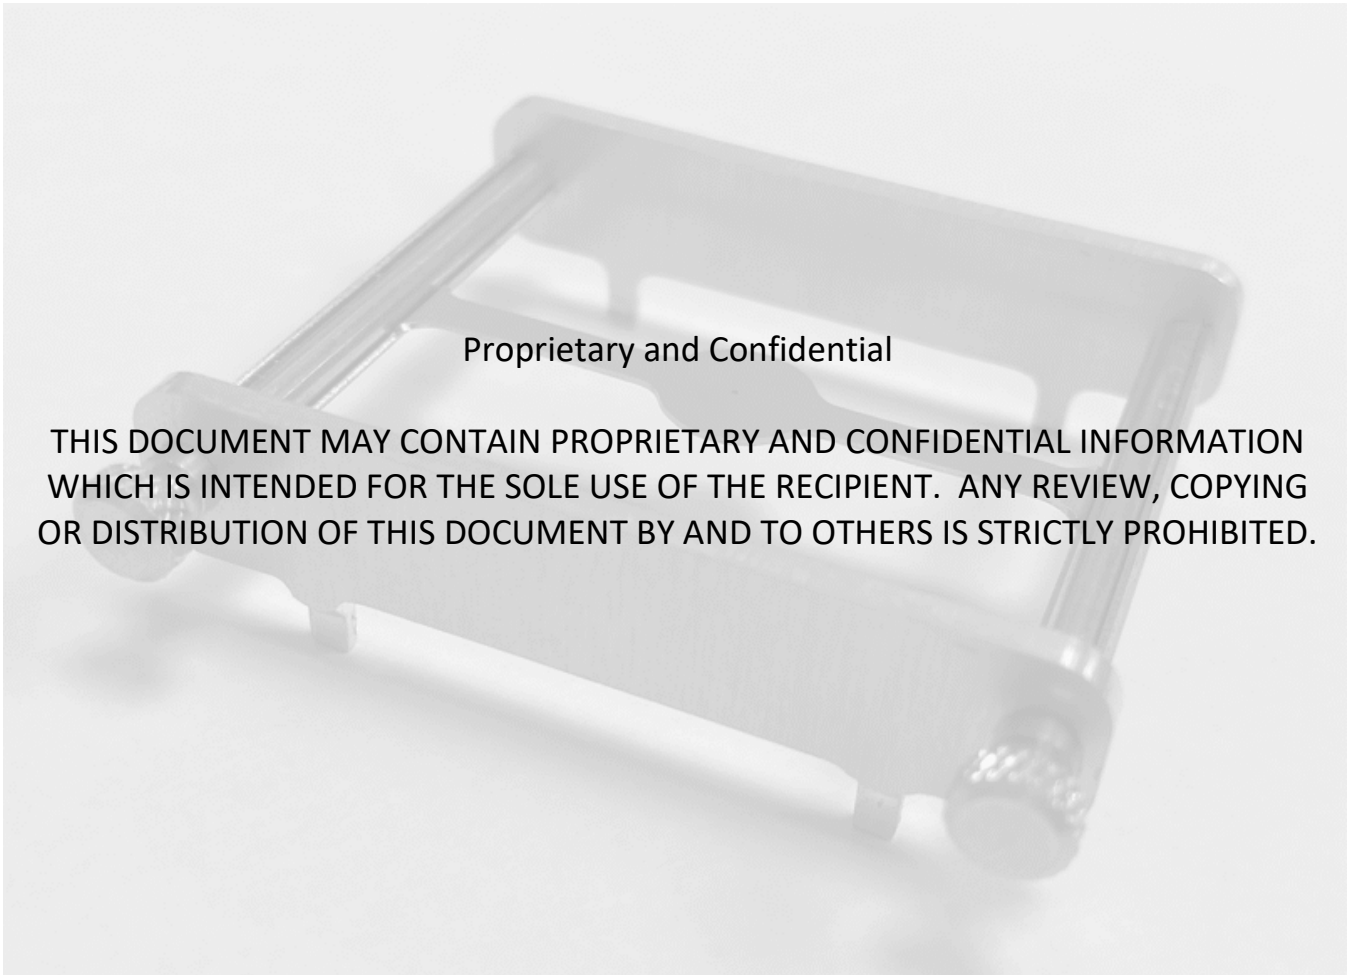 Proprietary and Confidential
THIS DOCUMENT MAY CONTAIN PROPRIETARY AND CONFIDENTIAL INFORMATION
WHICH IS INTENDED FOR THE SOLE USE OF THE RECIPIENT.  ANY REVIEW, COPYING
OR DISTRIBUTION OF THIS DOCUMENT BY AND TO OTHERS IS STRICTLY PROHIBITED.